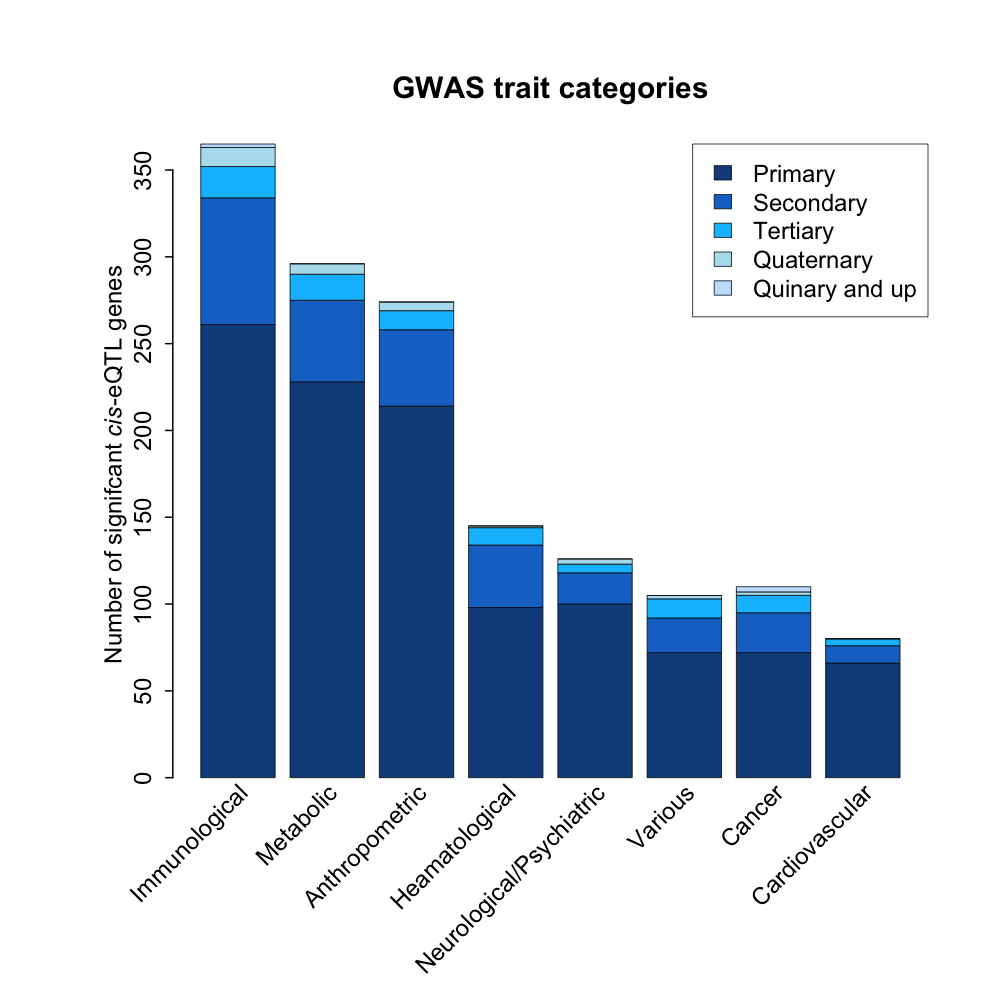 GWAS trait categories
Number of signifcant cis-eQTL genes
350
300
250
200
150
100
50
0
Primary
Secondary
Tertiary
Quaternary
Quinary and up
Immunological
Metabolic
Anthropometric
Heamatological
Neurological/Psychiatric
Various
Cancer
Cardiovascular